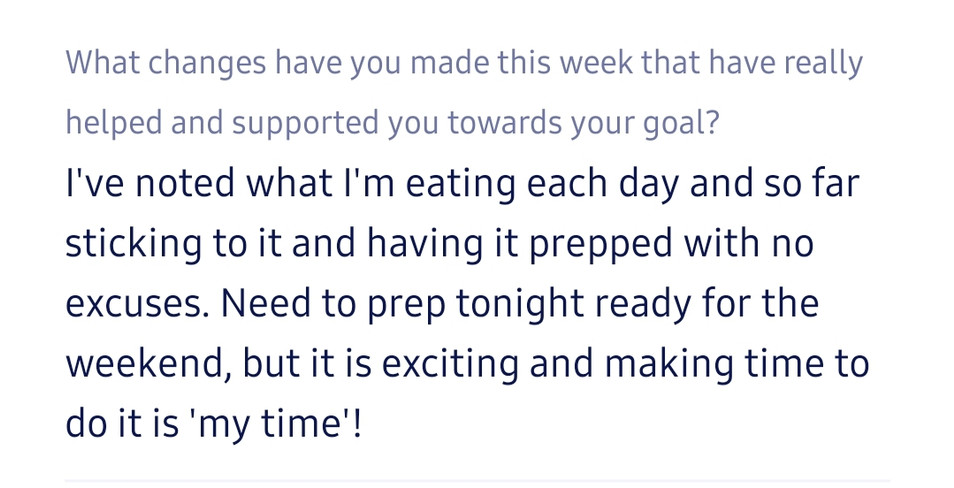 What changes have you made this week that have really
helped and supported you towards your goal?
I've noted what I'm eating each day and so far
sticking to it and having it prepped with no
excuses. Need to prep tonight ready for the
weekend, but it is exciting and making time to
do it is 'my time'!